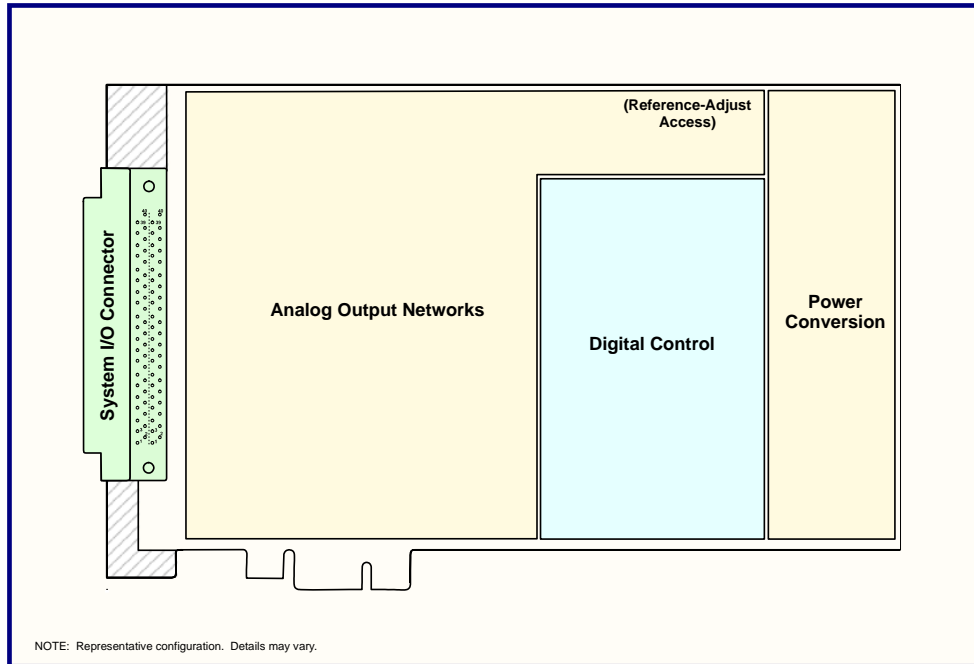 (Reference-Adjust
Access)
System I/O Connector
Analog Output Networks
Digital Control
Power
Conversion
NOTE: Representative configuration. Details may vary.